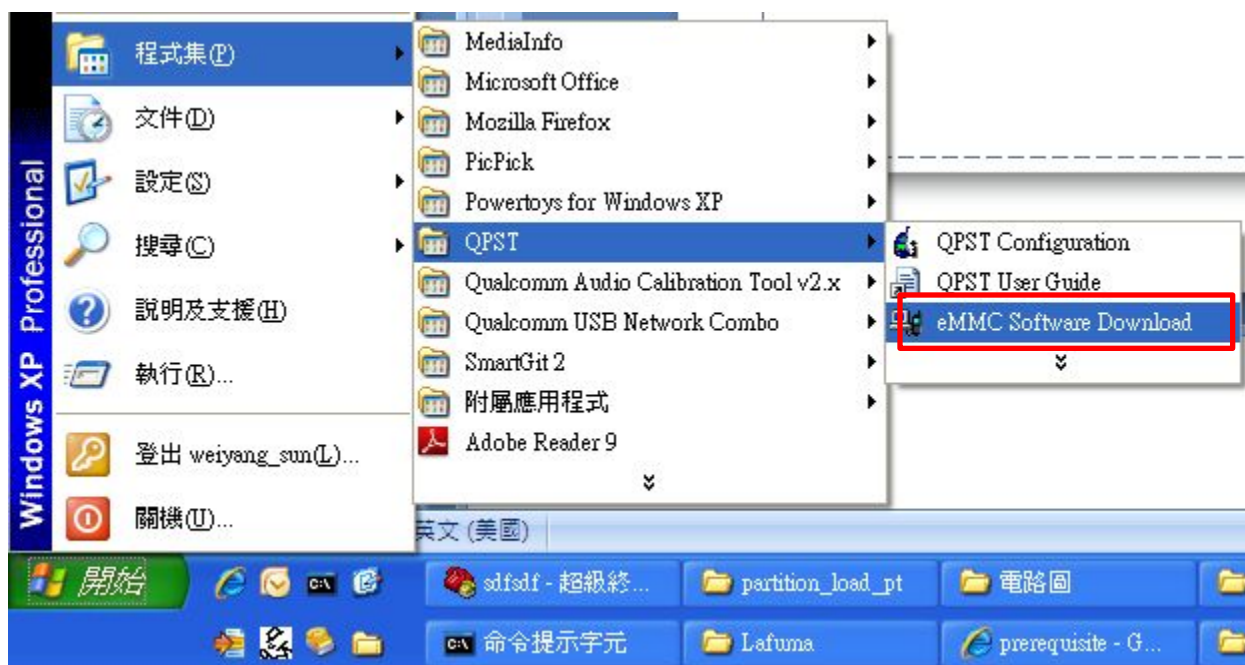 Windows XP Professional
程式集(P)
文件(D)
設定(S)
搜尋(C)
說明及支援(H)
執行(R)...
登出 weiyang_sun(L)...
關機(U)...
MediaInfo
Microsoft Office
Mozilla Firefox
PicPick
Powertoys for Windows XP
QPST
Qualcomm Audio Calibration Tool v2.x
Qualcomm USB Network Combo
SmartGit 2
附屬應用程式
Adobe Reader 9
QPST Configuration
QPST User Guide
eMMC Software Download
英文 (美國)
開始
sdfsdf - 超級終...
partition_load_pt
電路圖
命令提示字元
Lafuma
prerequisite - G...